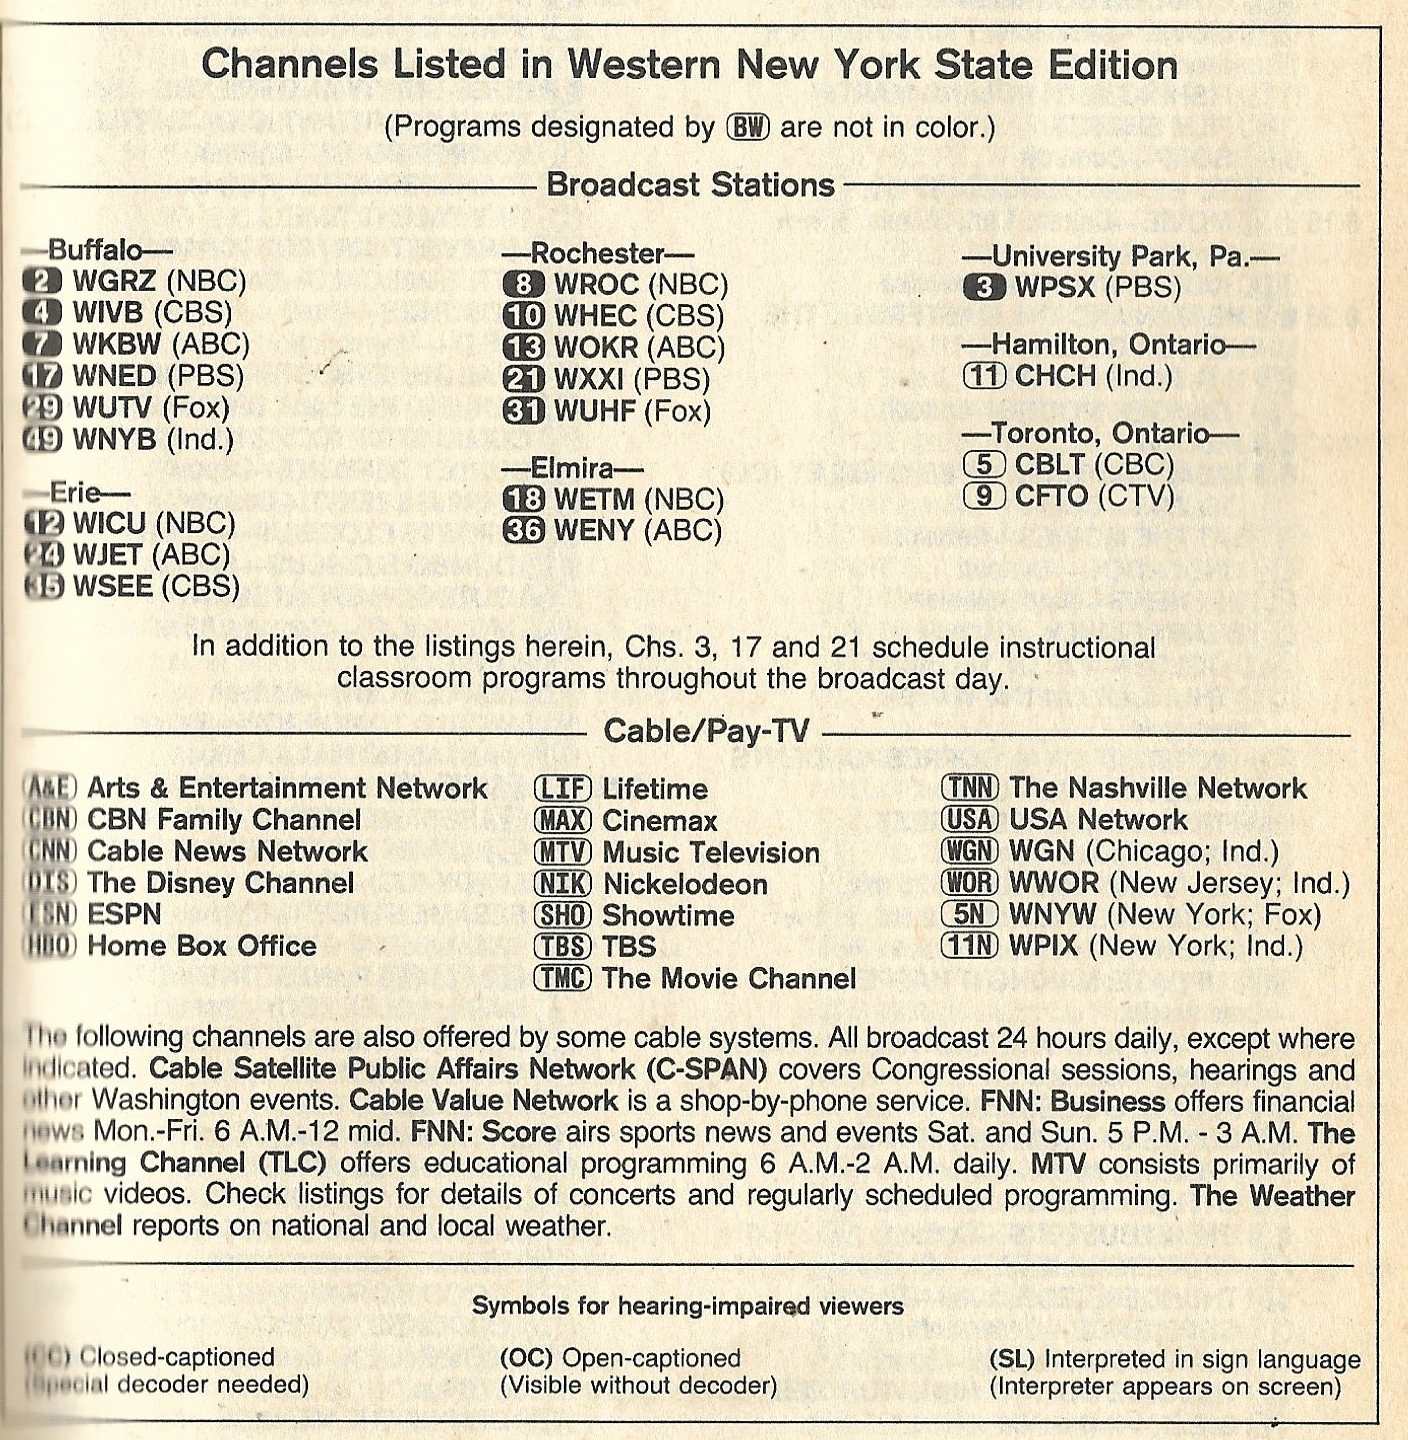 Channels Listed in Western New York State Edition
(Programs designated by BW are not in color.)
Broadcast Stations
—Buffalo—
2 WGRZ (NBC)
4 WIVB (CBS)
7 WKBW (ABC)
17 WNED (PBS)
29 WUTV (Fox)
49 WNYB (Ind.)
—Erie—
12 WICU (NBC)
24 WJET (ABC)
35 WSEE (CBS)
—Rochester—
8 WROC (NBC)
10 WHEC (CBS)
13 WOKR (ABC)
21 WXXI (PBS)
31 WUHF (Fox)
—Elmira—
18 WETM (NBC)
36 WENY (ABC)
—University Park, Pa.—
3 WPSX (PBS)
—Hamilton, Ontario—
11 CHCH (Ind.)
—Toronto, Ontario—
5 CBLT (CBC)
9 CFTO (CTV)
In addition to the listings herein, Chs. 3, 17 and 21 schedule instructional
classroom programs throughout the broadcast day.
Cable/Pay-TV
A&E Arts & Entertainment Network
CBN CBN Family Channel
CNN Cable News Network
DIS The Disney Channel
ESN ESPN
HBO Home Box Office
LIF Lifetime
MAX Cinemax
MTV Music Television
NIK Nickelodeon
SHO Showtime
TBS TBS
TMC The Movie Channel
TNN The Nashville Network
USA USA Network
WGN WGN (Chicago; Ind.)
WOR WWOR (New Jersey; Ind.)
5N WNYW (New York; Fox)
11N WPIX (New York; Ind.)
The following channels are also offered by some cable systems. All broadcast 24 hours daily, except where
indicated. Cable Satellite Public Affairs Network (C-SPAN) covers Congressional sessions, hearings and
other Washington events. Cable Value Network is a shop-by-phone service. FNN: Business offers financial
news Mon.-Fri. 6 A.M.-12 mid. FNN: Score airs sports news and events Sat. and Sun. 5 P.M. - 3 A.M. The
Learning Channel (TLC) offers educational programming 6 A.M.-2 A.M. daily. MTV consists primarily of
music videos. Check listings for details of concerts and regularly scheduled programming. The Weather
Channel reports on national and local weather.
Symbols for hearing-impaired viewers
(CC) Closed-captioned
(Special decoder needed)
(OC) Open-captioned
(Visible without decoder)
(SL) Interpreted in sign language
(Interpreter appears on screen)